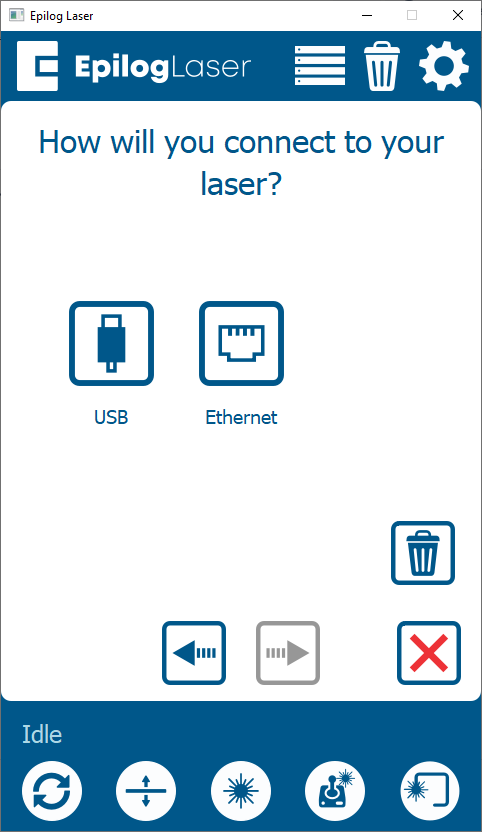 Epilog Laser
EpilogLaser
How will you connect to your
laser?
USB
Ethernet
Idle